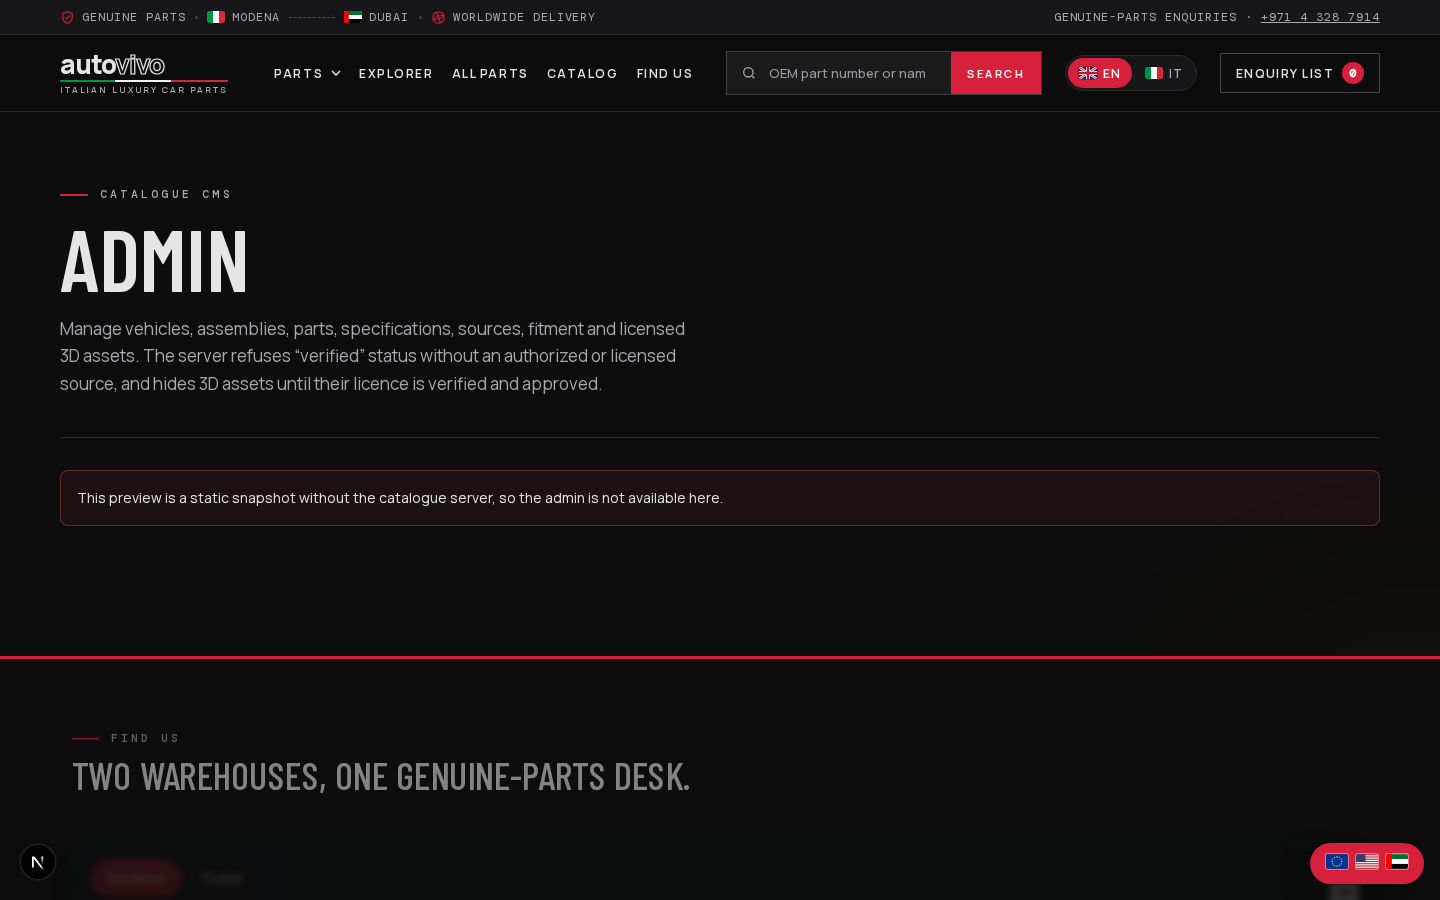 GENUINE PARTS • MODENA DUBAI • WORLDWIDE DELIVERY
GENUINE-PARTS ENQUIRIES · +971 4 328 7914
autovivo
ITALIAN LUXURY CAR PARTS
PARTS EXPLORER ALL PARTS CATALOG FIND US
OEM part number or nam
SEARCH
EN IT
ENQUIRY LIST 0
CATALOGUE CMS
ADMIN
Manage vehicles, assemblies, parts, specifications, sources, fitment and licensed
3D assets. The server refuses “verified” status without an authorized or licensed
source, and hides 3D assets until their licence is verified and approved.
This preview is a static snapshot without the catalogue server, so the admin is not available here.
FIND US
TWO WAREHOUSES, ONE GENUINE-PARTS DESK.
Modena Dubai
N